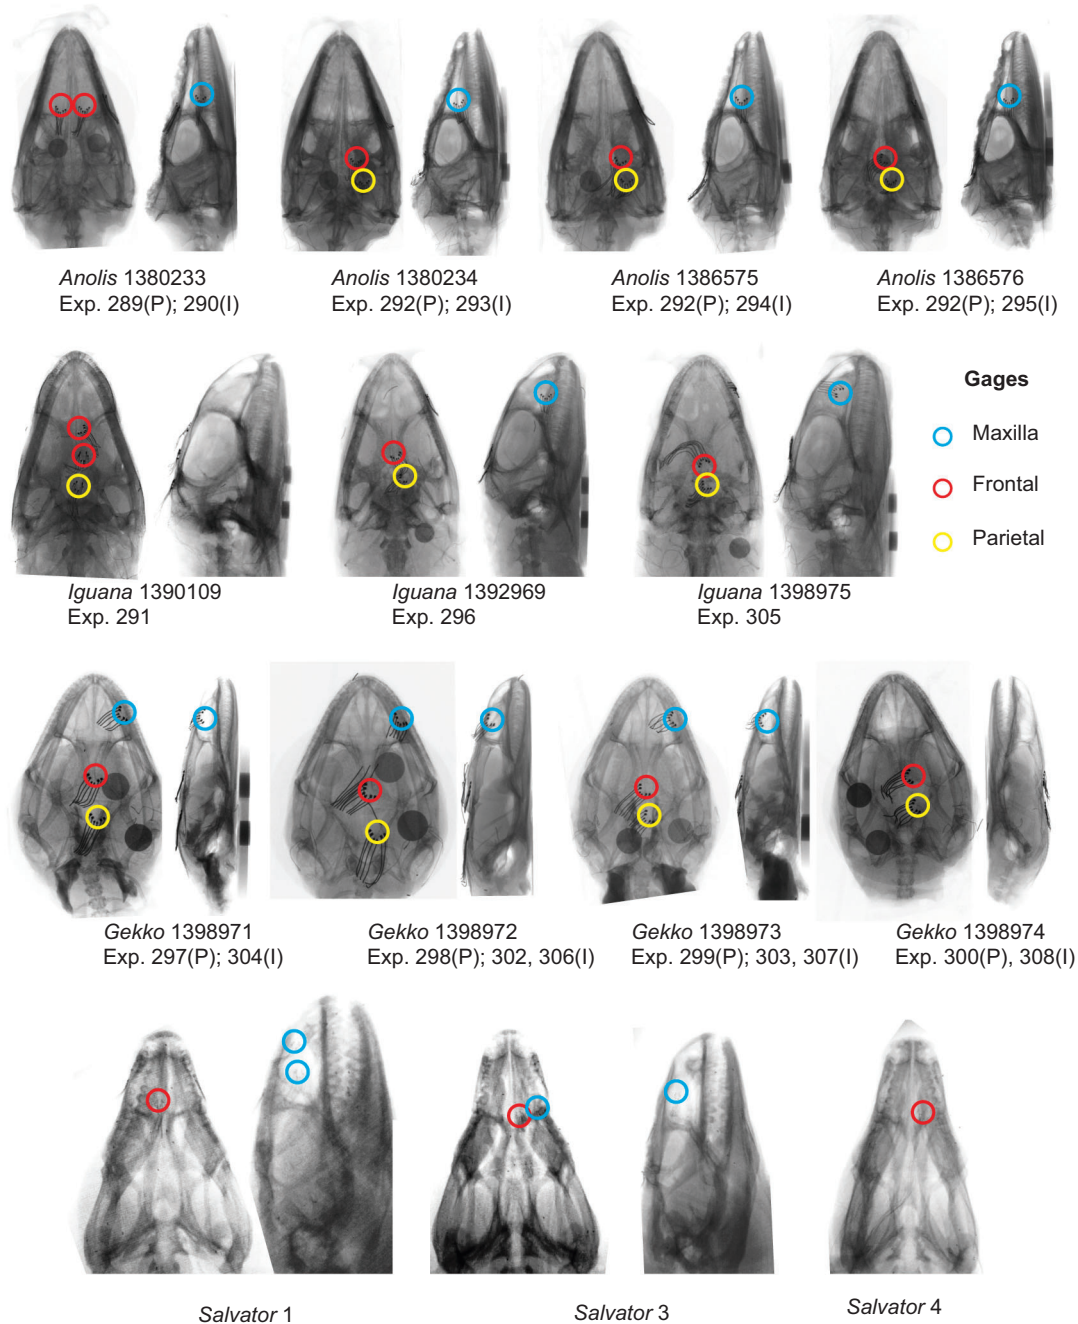 Anolis 1380233
Exp. 289(P); 290(I)
Anolis 1380234
Exp. 292(P); 293(I)
Anolis 1386575
Exp. 292(P); 294(I)
Anolis 1386576
Exp. 292(P); 295(I)
Gages
Maxilla
Frontal
Parietal
Iguana 1390109
Exp. 291
Iguana 1392969
Exp. 296
Iguana 1398975
Exp. 305
Gekko 1398971
Exp. 297(P); 304(I)
Gekko 1398972
Exp. 298(P); 302, 306(I)
Gekko 1398973
Exp. 299(P); 303, 307(I)
Gekko 1398974
Exp. 300(P), 308(I)
Salvator 1
Salvator 3
Salvator 4